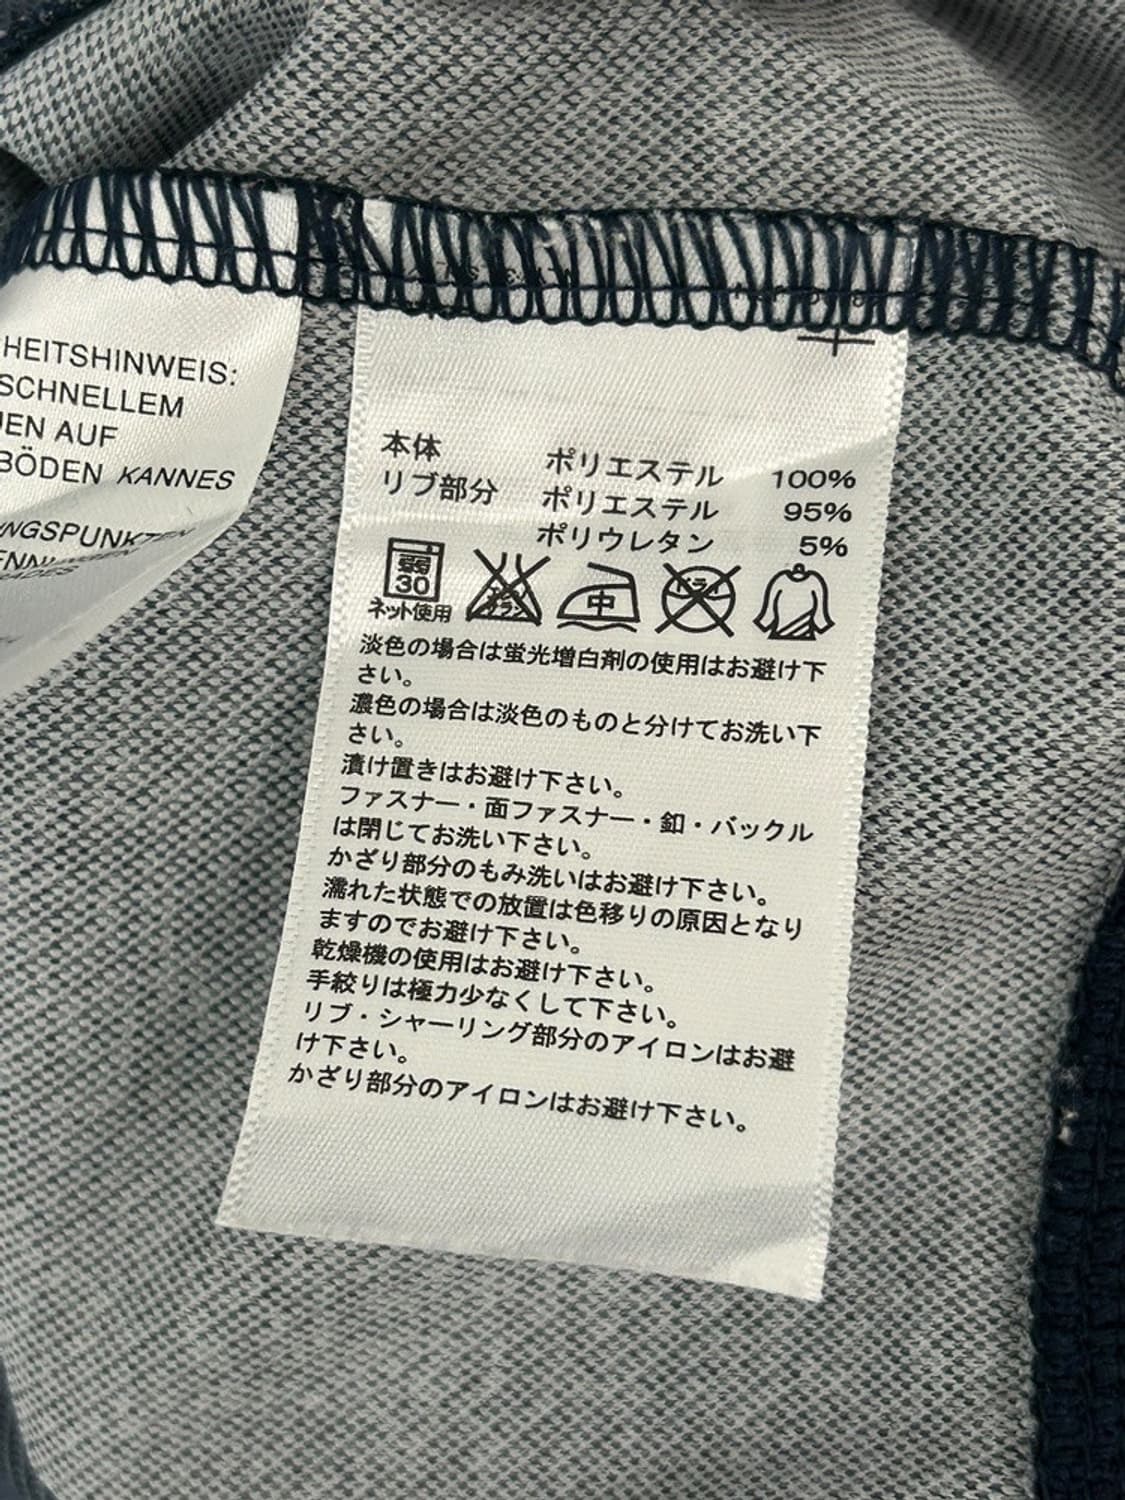 HEITSHINWEIS:
SCHNELLEM
EN AUF
BÖDEN KANNES
NGSPUNKTEN
本体 ポリエステル 100%
リブ部分 ポリエステル 95%
ポリウレタン 5%
弱
30
ネット使用
エンソ
サラシ
中
ドライ
淡色の場合は蛍光増白剤の使用はお避け下
さい。
濃色の場合は淡色のものと分けてお洗い下
さい。
漬け置きはお避け下さい。
ファスナー・面ファスナー・釦・バックル
は閉じてお洗い下さい。
かざり部分のもみ洗いはお避け下さい。
濡れた状態での放置は色移りの原因となり
ますのでお避け下さい。
乾燥機の使用はお避け下さい。
手絞りは極力少なくして下さい。
リブ・シャーリング部分のアイロンはお避
け下さい。
かざり部分のアイロンはお避け下さい。